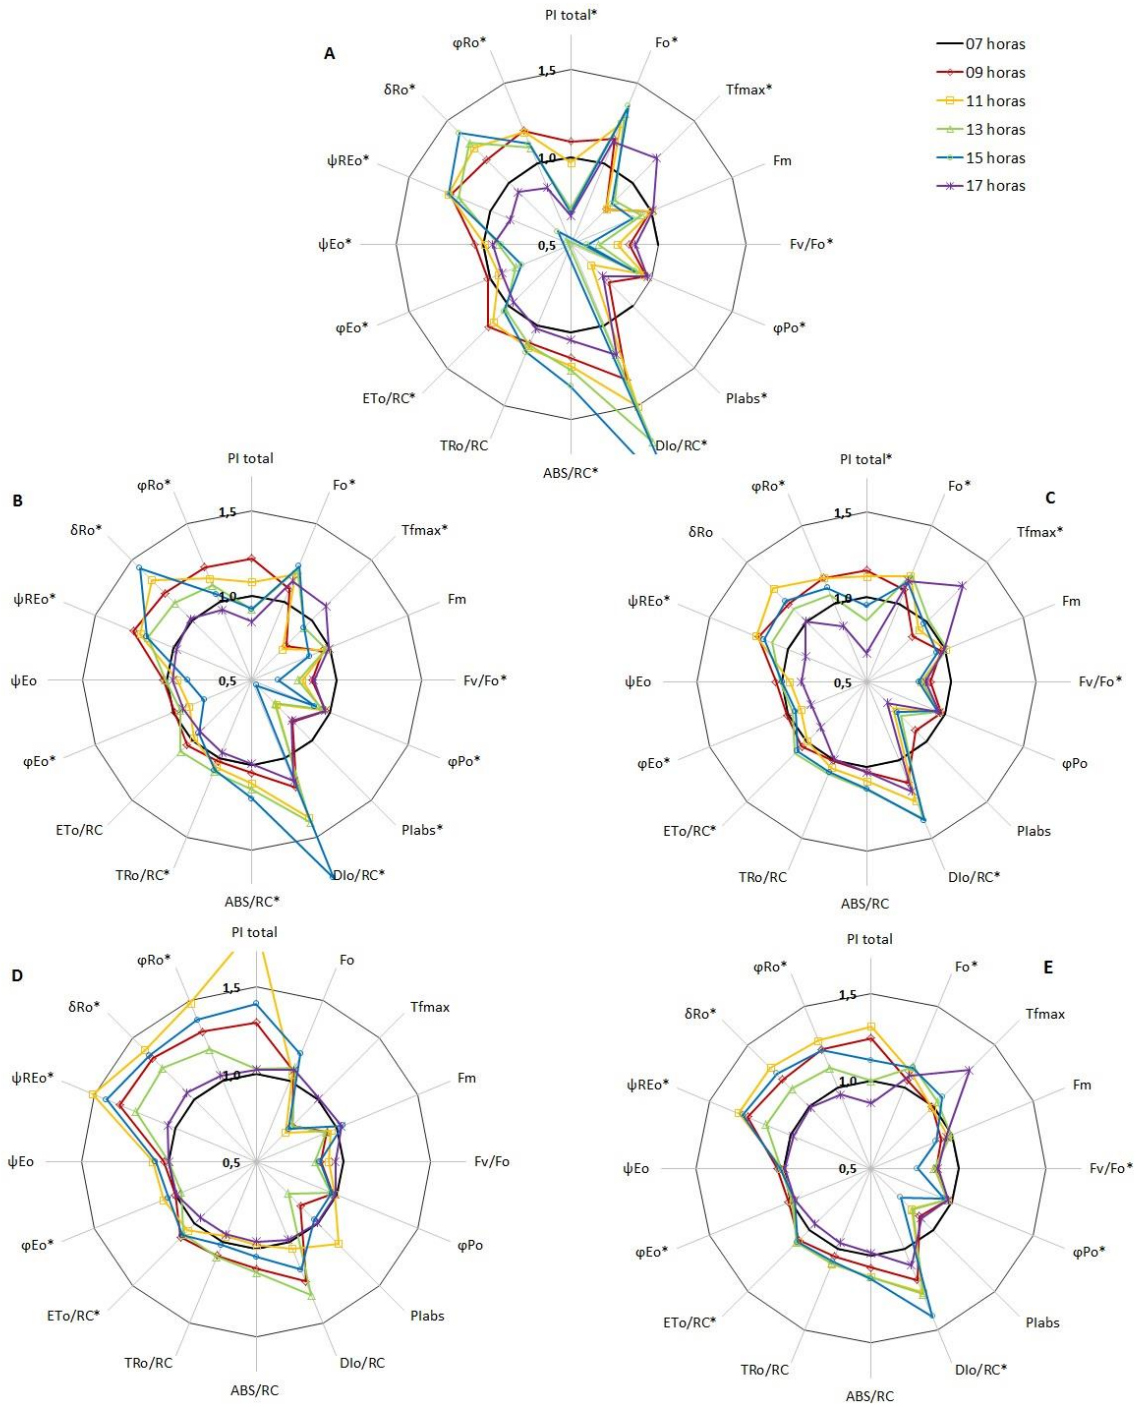 A
PI total*
Fo*
Tfmax*
Fm
Fv/Fo*
φPo*
PIabs*
DIo/RC*
ABS/RC*
TRo/RC
ETo/RC*
φEo*
ψEo*
ψREo*
δRo*
φRo*
1,5
1,0
0,5
07 horas
09 horas
11 horas
13 horas
15 horas
17 horas
B
PI total
Fo*
Tfmax*
Fm
Fv/Fo*
φPo*
PIabs*
DIo/RC*
ABS/RC*
TRo/RC*
ETo/RC
φEo*
ψEo
ψREo*
δRo*
φRo*
1,5
1,0
0,5
C
PI total*
Fo*
Tfmax*
Fm
Fv/Fo*
φPo
PIabs
DIo/RC*
ABS/RC
TRo/RC
ETo/RC*
φEo*
ψEo
ψREo*
δRo
φRo*
1,5
1,0
0,5
D
PI total
Fo
Tfmax
Fm
Fv/Fo
φPo
PIabs
DIo/RC
ABS/RC
TRo/RC
ETo/RC*
φEo*
ψEo
ψREo*
δRo*
φRo*
1,5
1,0
0,5
E
PI total
Fo*
Tfmax
Fm
Fv/Fo*
φPo*
PIabs
DIo/RC*
ABS/RC
TRo/RC
ETo/RC*
φEo*
ψEo
ψREo*
δRo*
φRo*
1,5
1,0
0,5